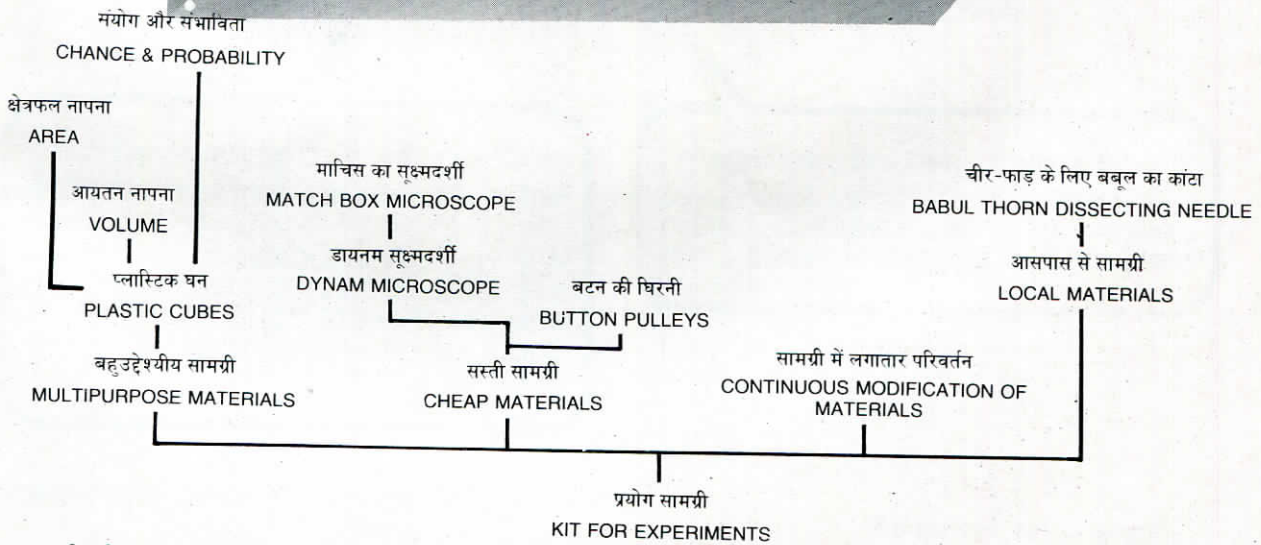 संयोग और संभाविता
CHANCE & PROBABILITY
क्षेत्रफल नापना
AREA
आयतन नापना
VOLUME
प्लास्टिक घन
PLASTIC CUBES
बहुउद्देश्यीय सामग्री
MULTIPURPOSE MATERIALS
माचिस का सूक्ष्मदर्शी
MATCH BOX MICROSCOPE
डायनम सूक्ष्मदर्शी
DYNAM MICROSCOPE
बटन की घिरनी
BUTTON PULLEYS
सस्ती सामग्री
CHEAP MATERIALS
सामग्री में लगातार परिवर्तन
CONTINUOUS MODIFICATION OF
MATERIALS
चीर-फाड़ के लिए बबूल का कांटा
BABUL THORN DISSECTING NEEDLE
आसपास से सामग्री
LOCAL MATERIALS
प्रयोग सामग्री
KIT FOR EXPERIMENTS